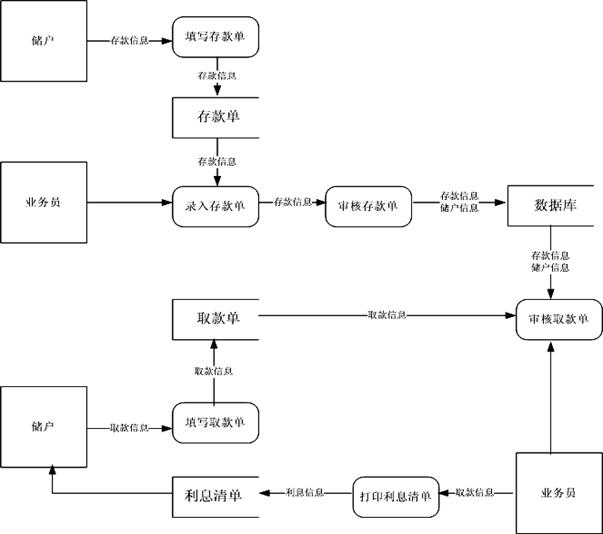 储户
存款信息
填写存款单
存款信息
存款单
存款信息
业务员
录入存款单
存款信息
审核存款单
存款信息
储户信息
数据库
存款信息
储户信息
取款单
取款信息
审核取款单
取款信息
储户
取款信息
填写取款单
利息清单
利息信息
打印利息清单
取款信息
业务员